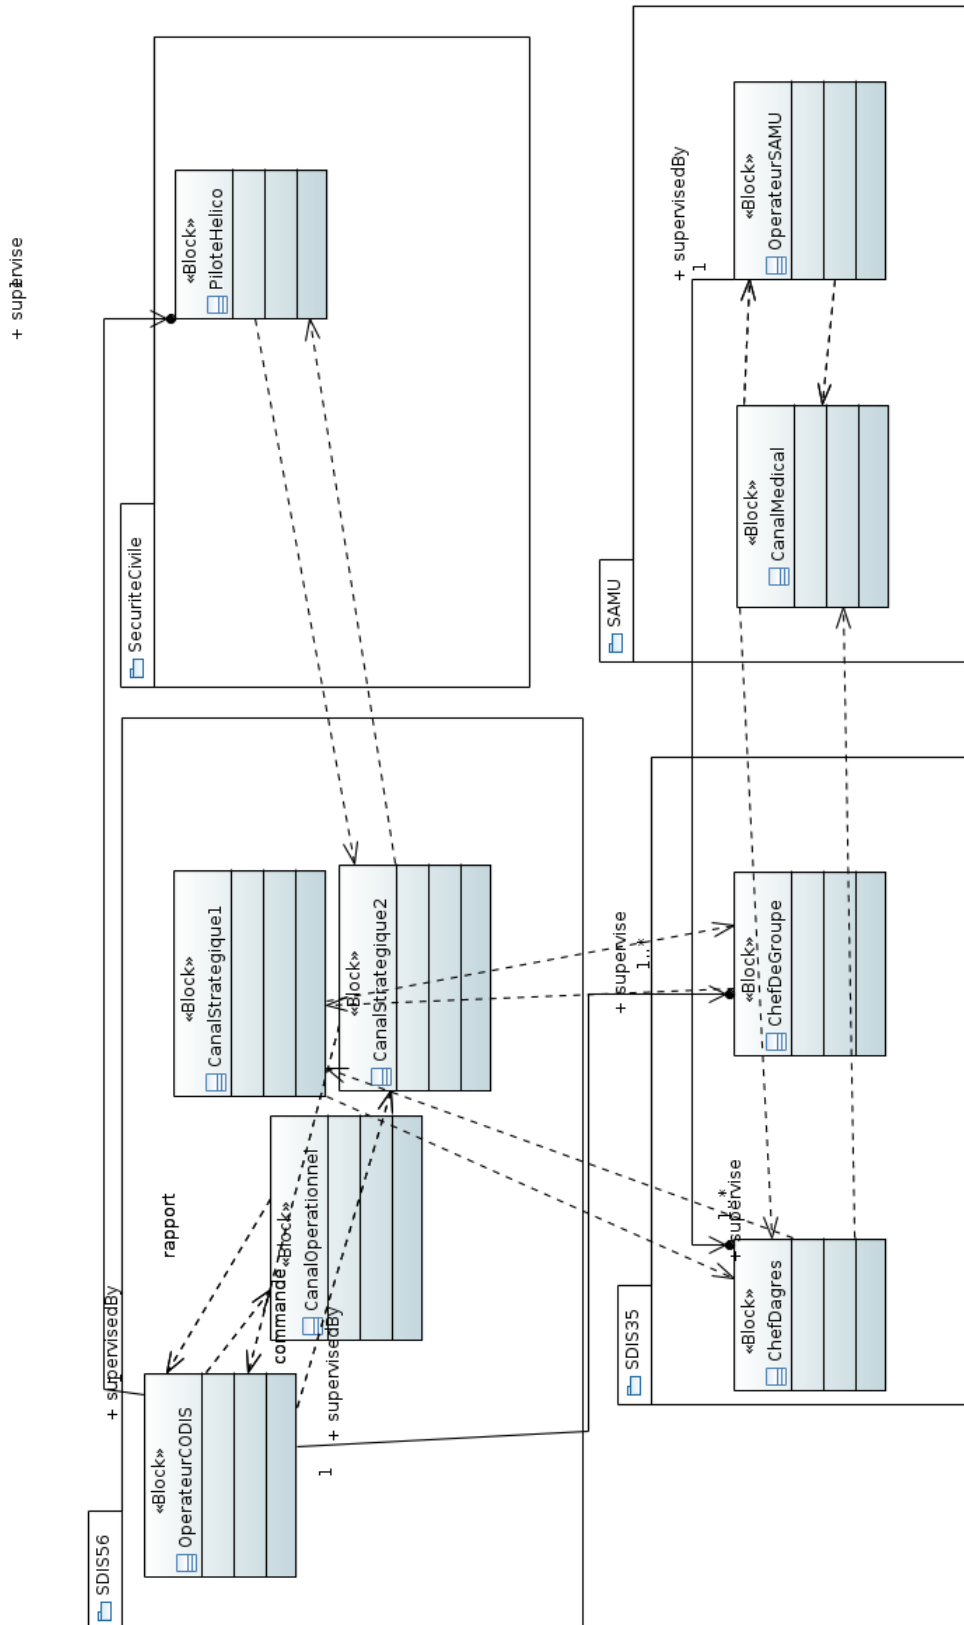 SDIS56
«Block»
OperateurCODIS
+ supervisedBy
1
+ supervisedBy
rapport
commande
«Block»
CanalOperationnel
«Block»
CanalStrategique1
«Block»
CanalStrategique2
SecuriteCivile
«Block»
PiloteHelico
+ supervise
1
SDIS35
«Block»
ChefDagres
+ supervise
1..*
«Block»
ChefDeGroupe
+ supervise
1..*
SAMU
«Block»
CanalMedical
«Block»
OperateurSAMU
+ supervisedBy
1